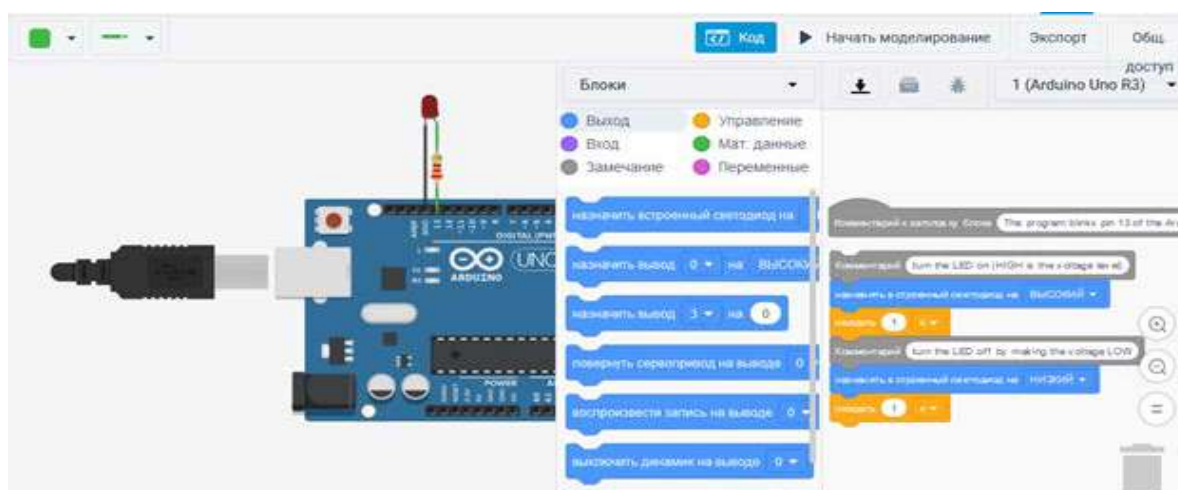 Код
Начать моделирование
Экспорт
Общ. доступ
Блоки
1 (Arduino Uno R3)
Выход
Управление
Вход
Мат. данные
Замечание
Переменные
назначить встроенный светодиод на
назначить вывод 0 на ВЫСОКИ
назначить вывод 3 на 0
повернуть сервопривод на выводе 0
воспроизвести запись на выводе 0
выключить динамик на выводе 0
Комментарий к заголовку блока The program blinks pin 13 of the Ar
Комментарий turn the LED on (HIGH is the voltage level)
назначить встроенный светодиод на ВЫСОКИЙ
ожидать 1 с
Комментарий turn the LED off by making the voltage LOW
назначить встроенный светодиод на НИЗКИЙ
ожидать 1 с
DIGITAL (PW
UNO
ARDUINO
POWER